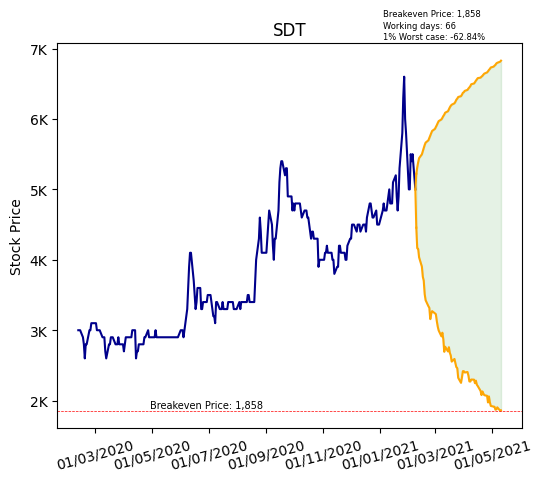 Breakeven Price: 1,858
Working days: 66
1% Worst case: -62.84%
SDT
7K
6K
5K
4K
3K
2K
Stock Price
Breakeven Price: 1,858
01/03/2020
01/05/2020
01/07/2020
01/09/2020
01/11/2020
01/01/2021
01/03/2021
01/05/2021